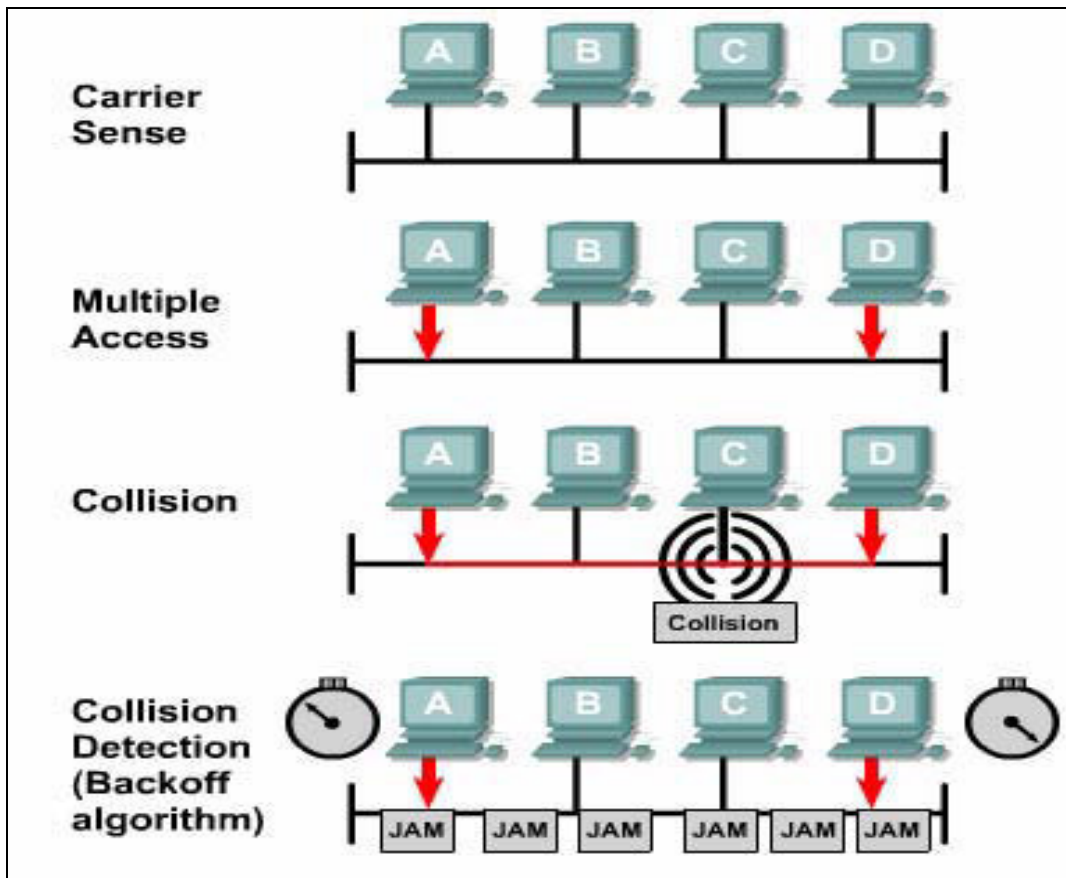 A B C D
Carrier
Sense
A B C D
Multiple
Access
A B C D
Collision
Collision
A B C D
Collision
Detection
(Backoff
algorithm)
JAM JAM JAM JAM JAM JAM